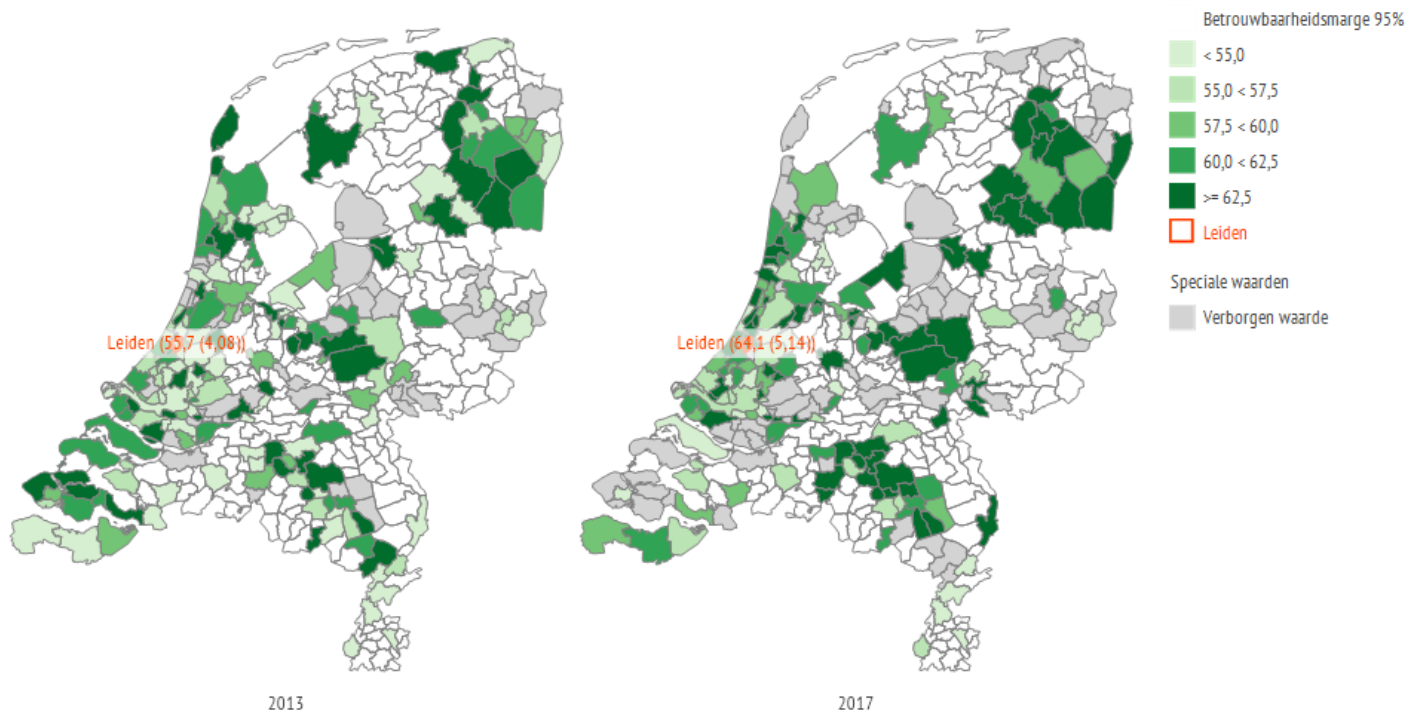 Betrouwbaarheidsmarge 95%
< 55,0
55,0 < 57,5
57,5 < 60,0
60,0 < 62,5
>= 62,5
Leiden
Speciale waarden
Verborgen waarde
Leiden (55,7 (4,08))
Leiden (64,1 (5,14))
2013
2017